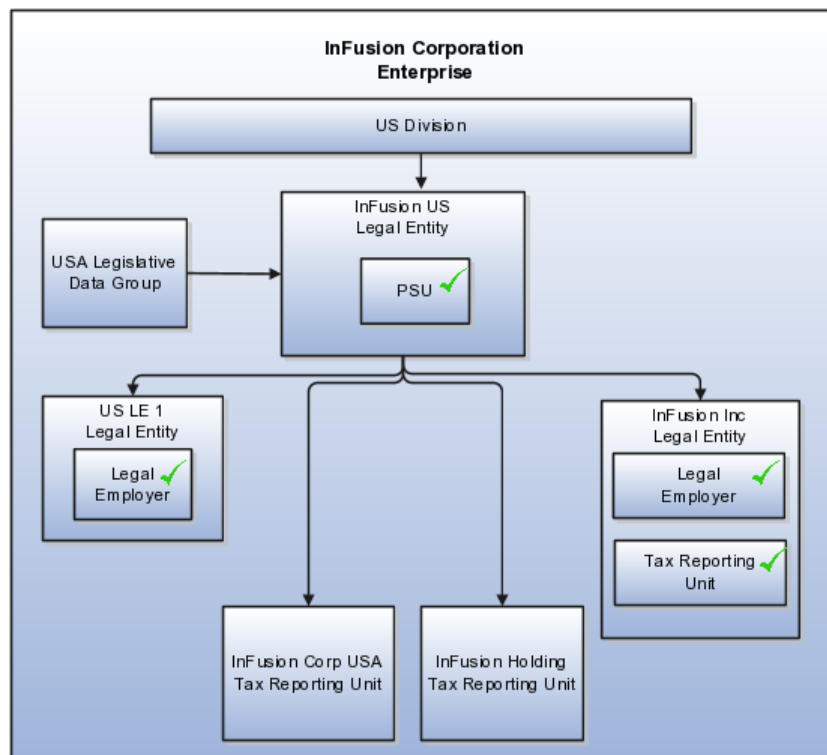 InFusion Corporation
Enterprise
US Division
InFusion US
Legal Entity
PSU
USA Legislative
Data Group
US LE 1
Legal Entity
Legal
Employer
InFusion Inc
Legal Entity
Legal
Employer
Tax Reporting
Unit
InFusion Corp USA
Tax Reporting Unit
InFusion Holding
Tax Reporting Unit